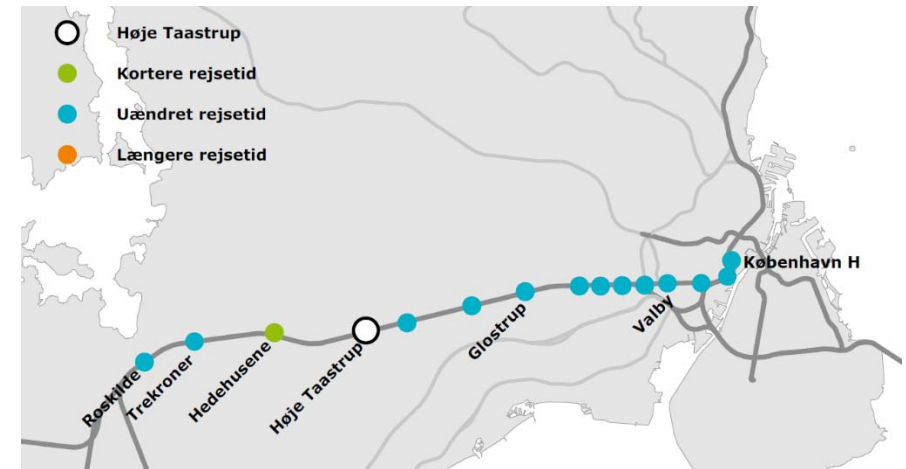 Høje Taastrup
Kortere rejsetid
Uændret rejsetid
Længere rejsetid
København H
Valby
Glostrup
Høje Taastrup
Hedehusene
Trekroner
Roskilde